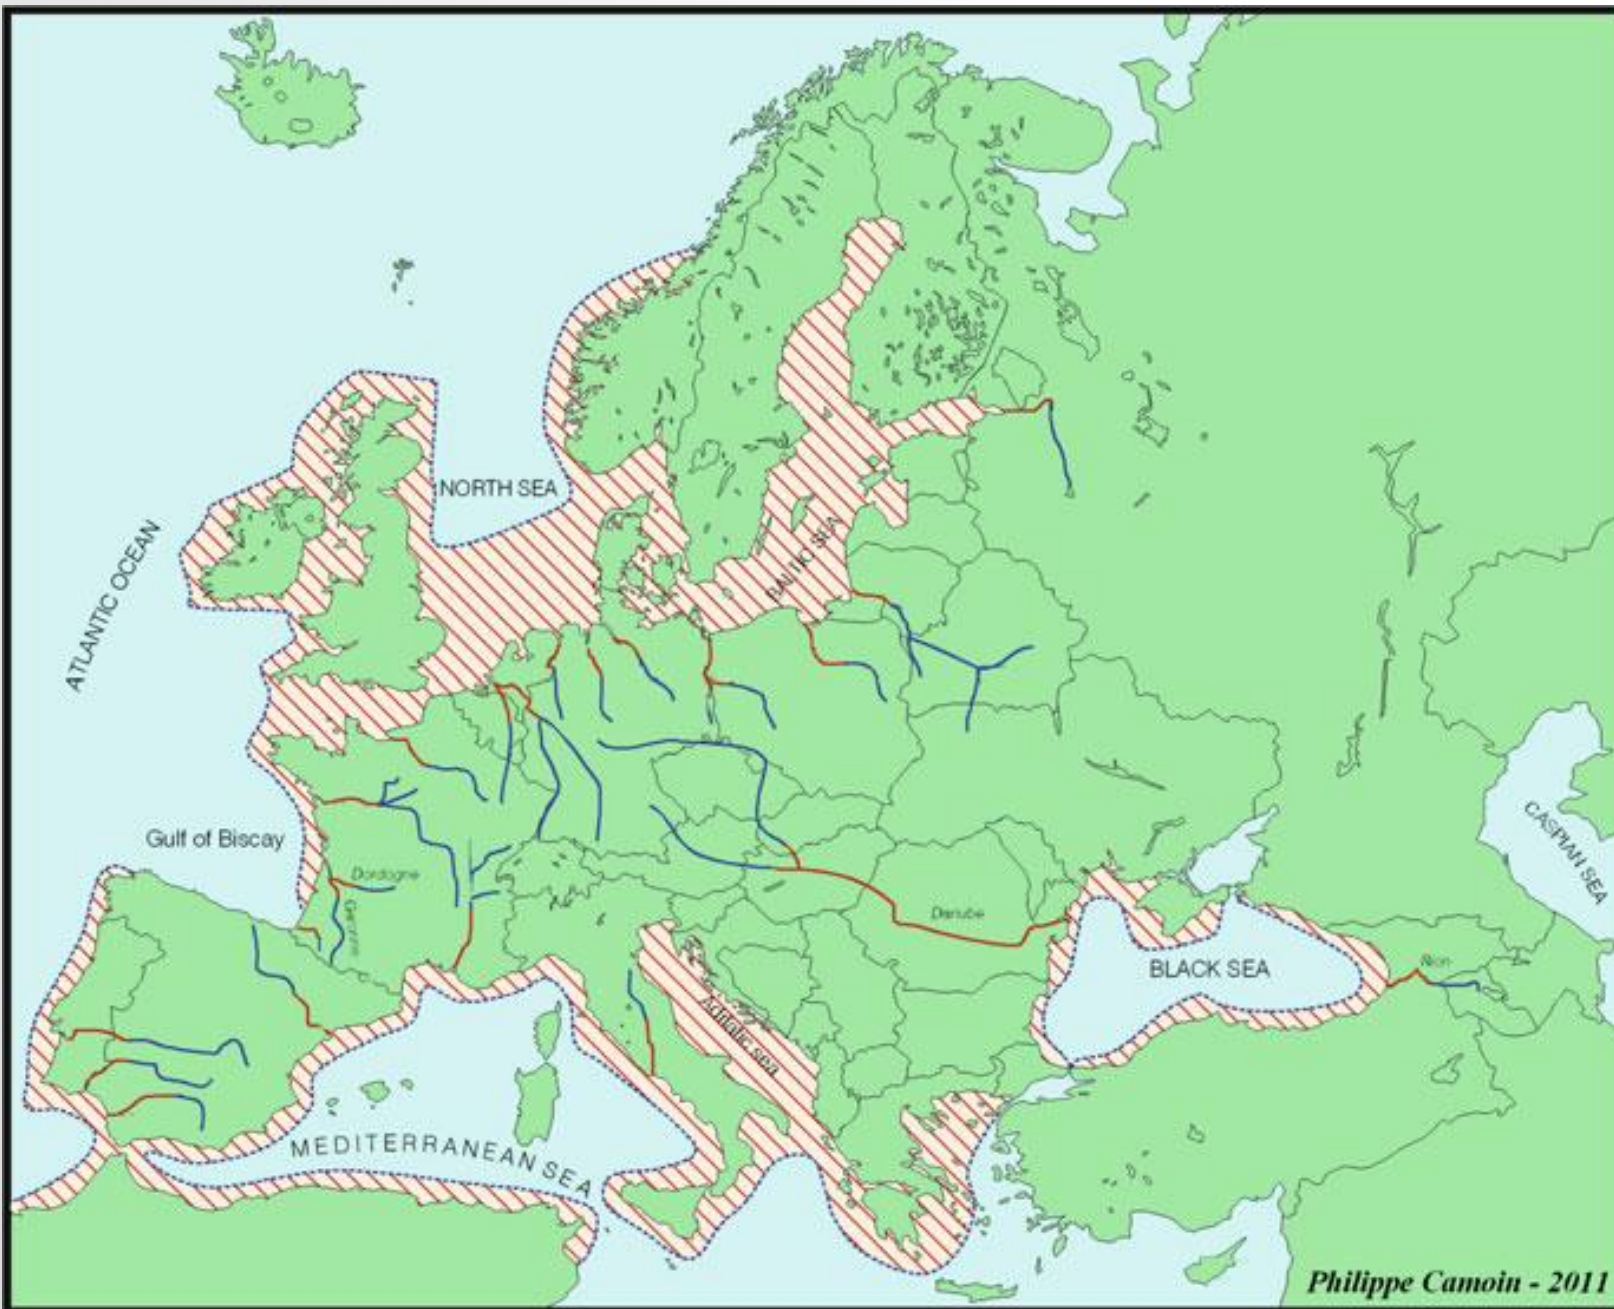 NORTH SEA
ATLANTIC OCEAN
BALTIC SEA
Gulf of Biscay
CASPIAN SEA
Dordogne
Garonne
Danube
BLACK SEA
Rion
Adriatic sea
MEDITERRANEAN SEA
Philippe Camoin - 2011